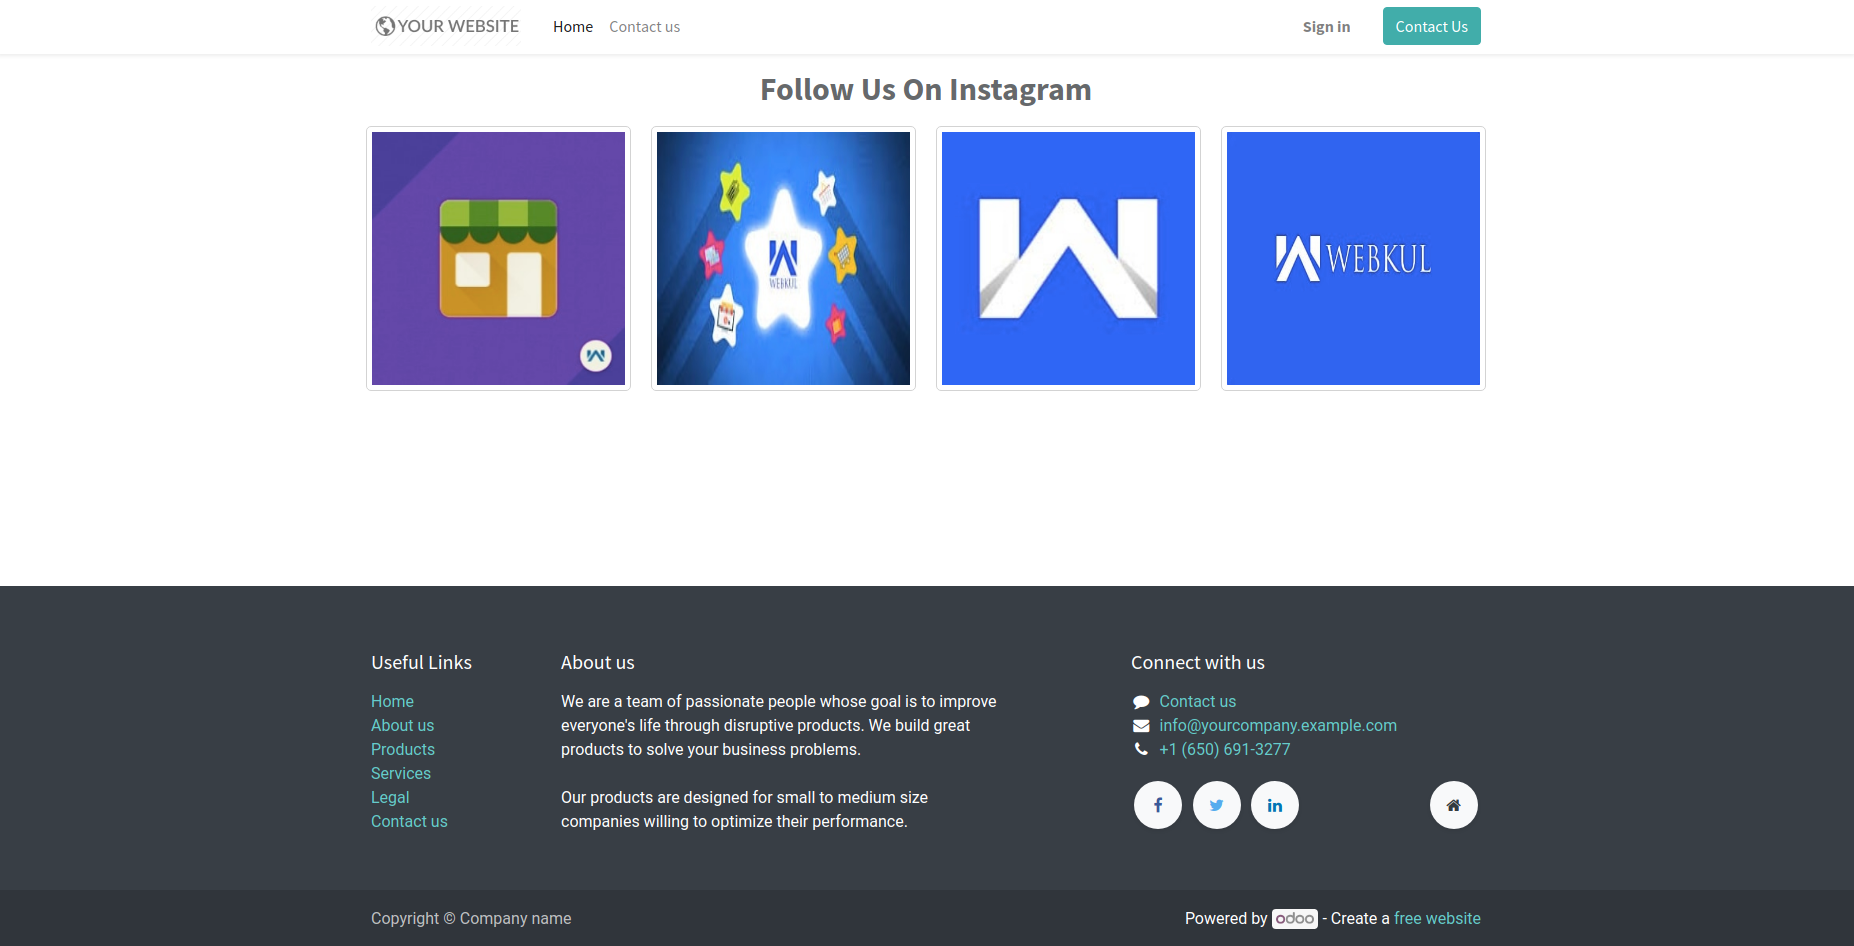 YOUR WEBSITE
Home
Contact us
Sign in
Contact Us
Follow Us On Instagram
WEBKUL
WEBKUL
Useful Links
Home
About us
Products
Services
Legal
Contact us
About us
We are a team of passionate people whose goal is to improve
everyone's life through disruptive products. We build great
products to solve your business problems.
Our products are designed for small to medium size
companies willing to optimize their performance.
Connect with us
Contact us
info@yourcompany.example.com
+1 (650) 691-3277
Copyright © Company name
Powered by odoo - Create a free website